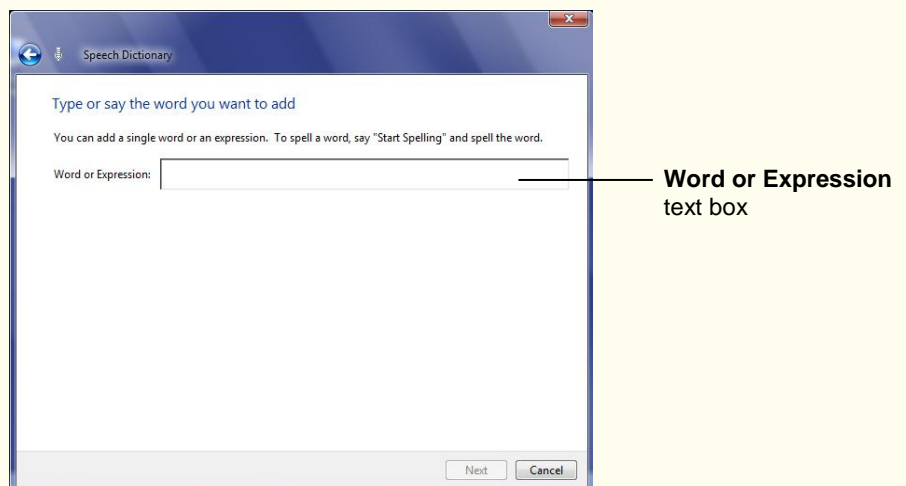 Speech Dictionary
Type or say the word you want to add
You can add a single word or an expression. To spell a word, say "Start Spelling" and spell the word.
Word or Expression:
Word or Expression
text box
Next Cancel